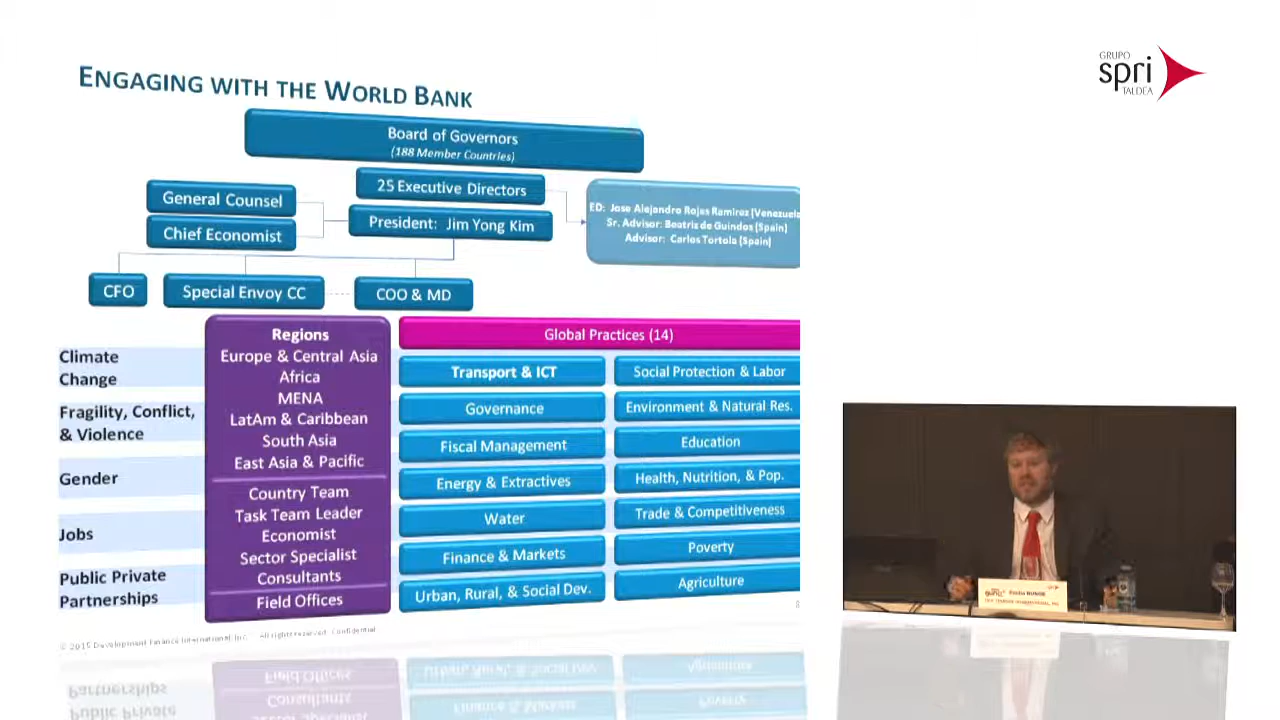 GRUPO
spri
TALDEA
ENGAGING WITH THE WORLD BANK
Board of Governors
(188 Member Countries)
25 Executive Directors
General Counsel
President: Jim Yong Kim
Chief Economist
ED: Jose Alejandro Rojas Ramirez (Venezuela
Sr. Advisor: Beatriz de Guindos (Spain)
Advisor: Carlos Tortola (Spain)
CFO
Special Envoy CC
COO & MD
Climate
Change
Fragility, Conflict,
& Violence
Gender
Jobs
Public Private
Partnerships
Regions
Europe & Central Asia
Africa
MENA
LatAm & Caribbean
South Asia
East Asia & Pacific
Country Team
Task Team Leader
Economist
Sector Specialist
Consultants
Field Offices
Global Practices (14)
Transport & ICT
Social Protection & Labor
Governance
Environment & Natural Res.
Fiscal Management
Education
Energy & Extractives
Health, Nutrition, & Pop.
Water
Trade & Competitiveness
Finance & Markets
Poverty
Urban, Rural, & Social Dev.
Agriculture
8
© 2015 Development Finance International, Inc. All rights reserved. Confidential